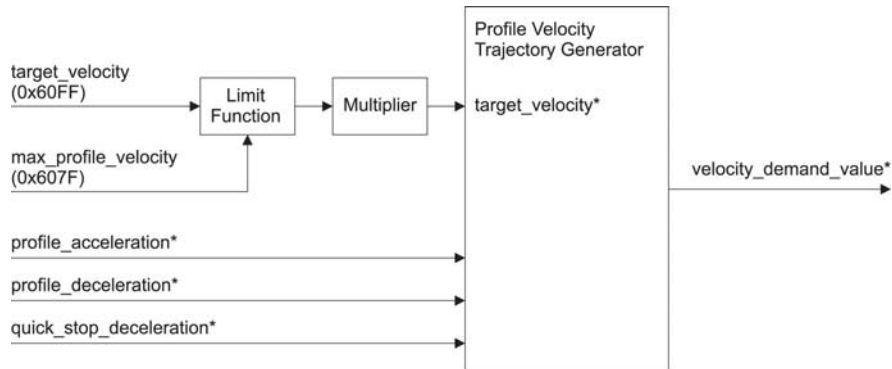 Profile Velocity
Trajectory Generator
target_velocity
(0x60FF)
Limit
Function
Multiplier
target_velocity*
max_profile_velocity
(0x607F)
velocity_demand_value*
profile_acceleration*
profile_deceleration*
quick_stop_deceleration*